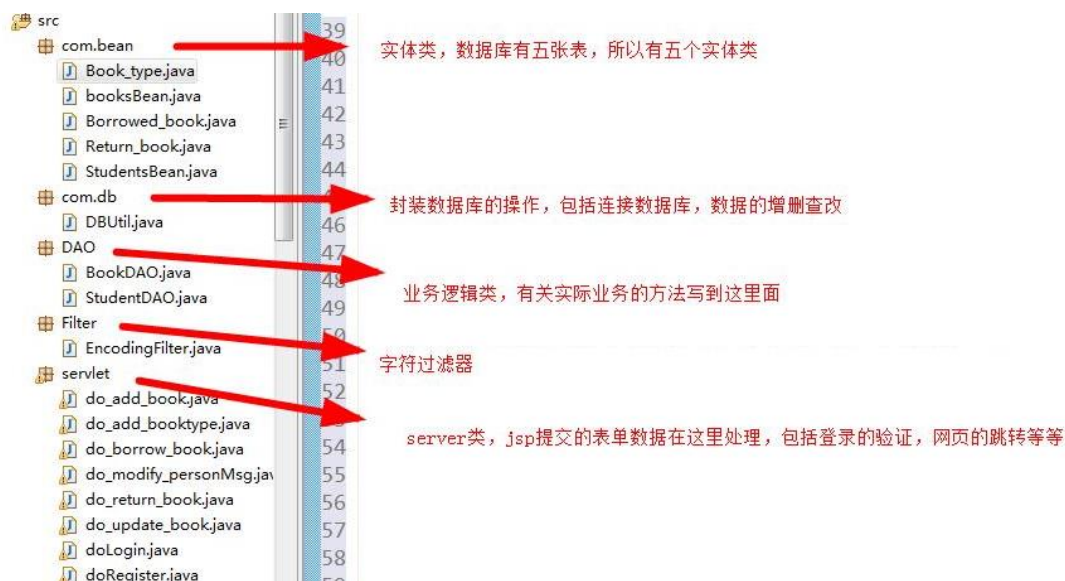 src
com.bean
Book_type.java
booksBean.java
Borrowed_book.java
Return_book.java
StudentsBean.java
com.db
DBUtil.java
DAO
BookDAO.java
StudentDAO.java
Filter
EncodingFilter.java
servlet
do_add_book.java
do_add_booktype.java
do_borrow_book.java
do_modify_personMsg.jav
do_return_book.java
do_update_book.java
doLogin.java
doRegister.java
39
40
41
42
43
44
46
47
48
49
50
51
52
54
55
56
57
58
实体类，数据库有五张表，所以有五个实体类
封装数据库的操作，包括连接数据库，数据的增删查改
业务逻辑类，有关实际业务的方法写到这里面
字符过滤器
server类，jsp提交的表单数据在这里处理，包括登录的验证，网页的跳转等等